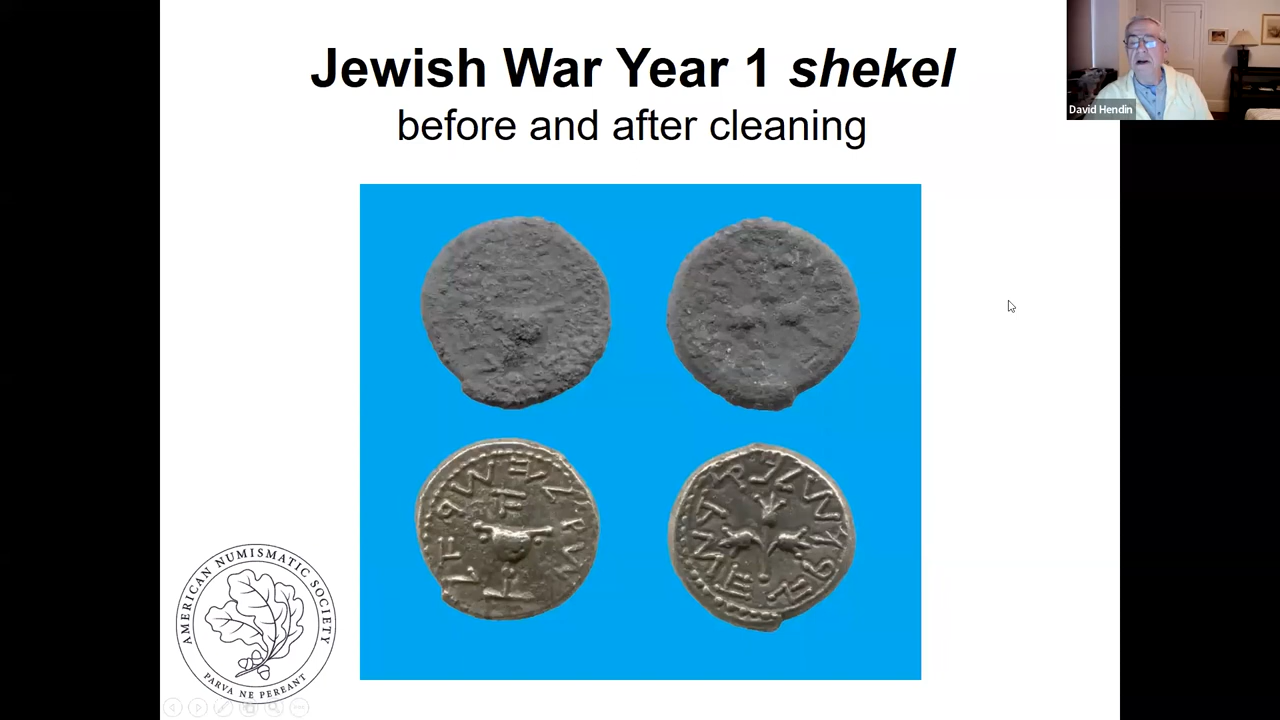 Jewish War Year 1 shekel
before and after cleaning
David Hendin
AMERICAN NUMISMATIC SOCIETY
PARVA NE PEREANT